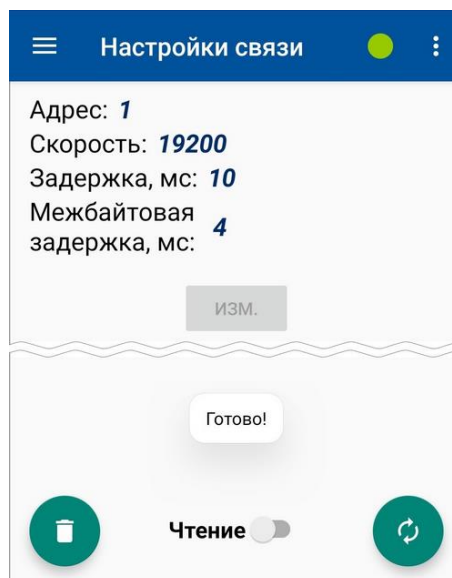 Настройки связи
Адрес: 1
Скорость: 19200
Задержка, мс: 10
Межбайтовая
задержка, мс: 4
изм.
Готово!
Чтение